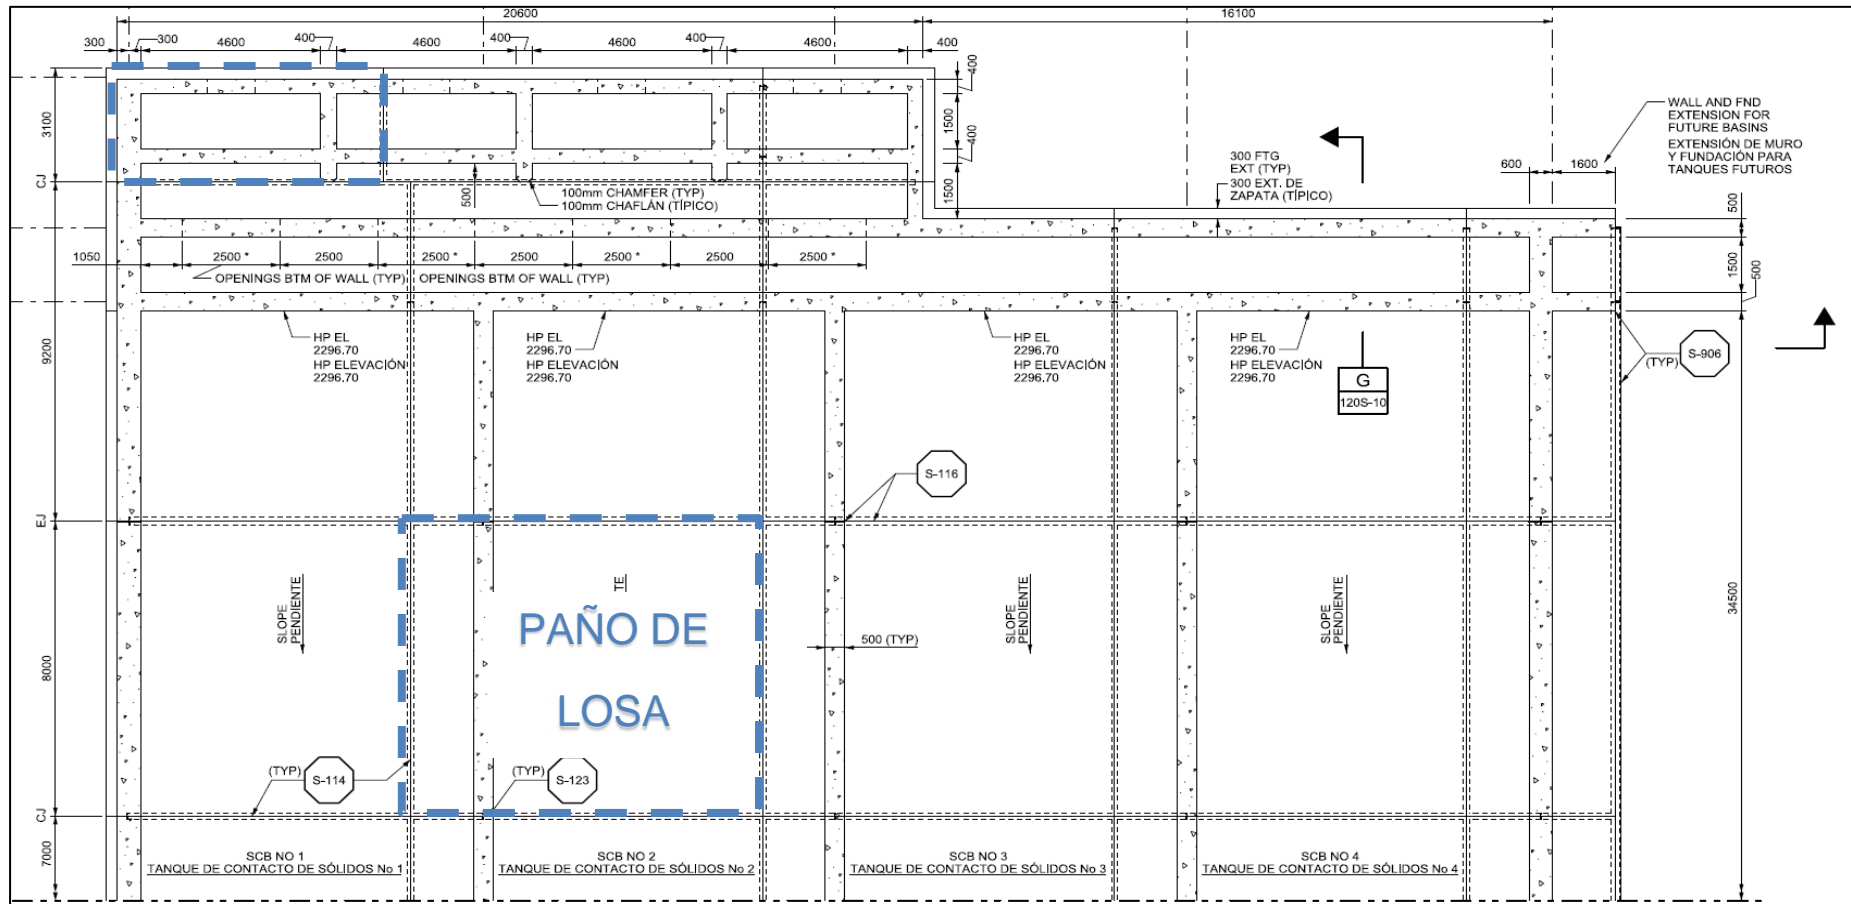 20600
16100
300
300
4600
400
4600
400
4600
400
4600
400
400
3100
1500
400
WALL AND FND
EXTENSION FOR
FUTURE BASINS
EXTENSIÓN DE MURO
Y FUNDACIÓN PARA
TANQUES FUTUROS
300 FTG
EXT (TYP)
300 EXT. DE
ZAPATA (TÍPICO)
600
1600
CJ
500
100mm CHAMFER (TYP)
100mm CHAFLÁN (TÍPICO)
1500
500
1050
2500 *
2500
2500 *
2500
2500 *
2500
2500 *
OPENINGS BTM OF WALL (TYP)
OPENINGS BTM OF WALL (TYP)
1500
500
HP EL
2296.70
HP ELEVACIÓN
2296.70
HP EL
2296.70
HP ELEVACIÓN
2296.70
HP EL
2296.70
HP ELEVACIÓN
2296.70
HP EL
2296.70
HP ELEVACIÓN
2296.70
9200
G
120S-10
(TYP)
S-906
S-116
EJ
SLOPE
PENDIENTE
TE
SLOPE
PENDIENTE
SLOPE
PENDIENTE
34500
PAÑO DE
LOSA
500 (TYP)
8000
(TYP)
S-114
(TYP)
S-123
CJ
7000
SCB NO 1
TANQUE DE CONTACTO DE SÓLIDOS No 1
SCB NO 2
TANQUE DE CONTACTO DE SÓLIDOS No 2
SCB NO 3
TANQUE DE CONTACTO DE SÓLIDOS No 3
SCB NO 4
TANQUE DE CONTACTO DE SÓLIDOS No 4